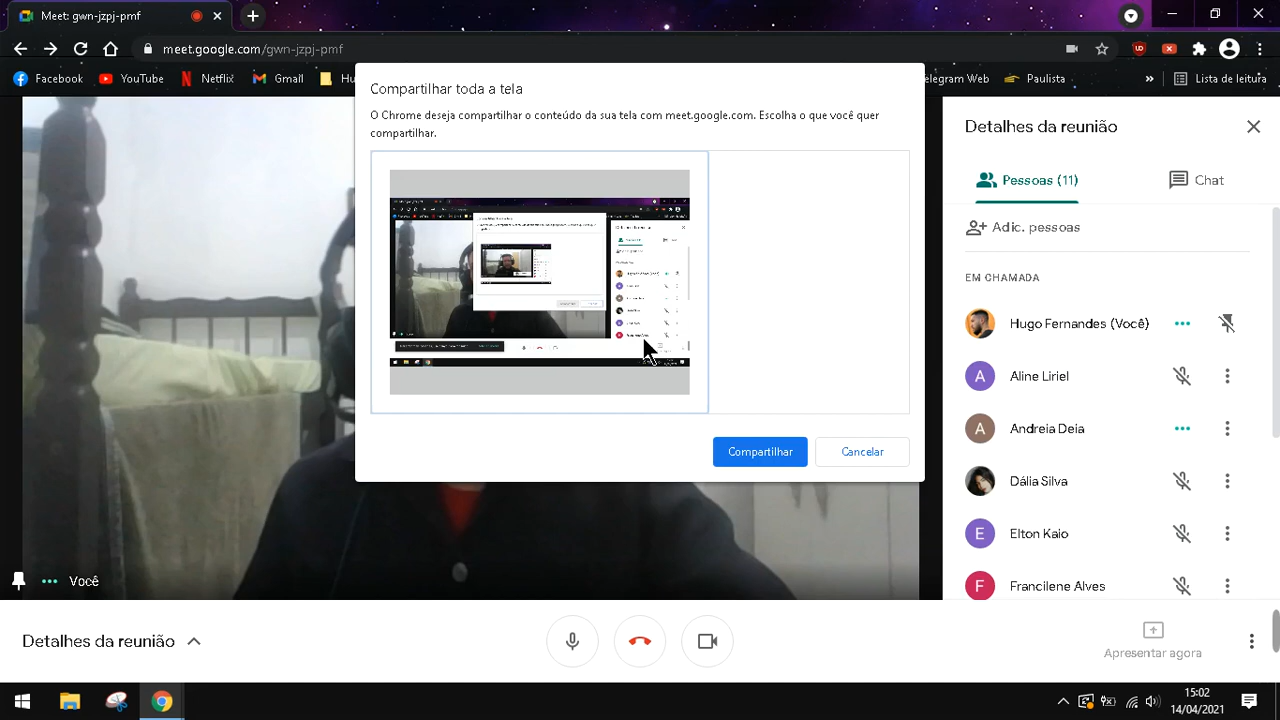 Meet: gwn-jzpj-pmf
meet.google.com/gwn-jzpj-pmf
Facebook
YouTube
Netflix
Gmail
Hu
elegram Web
Paulista
»
Lista de leitura
Compartilhar toda a tela
O Chrome deseja compartilhar o conteúdo da sua tela com meet.google.com. Escolha o que você quer
compartilhar.
Compartilhar
Cancelar
Detalhes da reunião
Pessoas (11)
Chat
Adic. pessoas
EM CHAMADA
Hugo Fernandes (Você)
A
Aline Liriel
A
Andreia Deia
Dália Silva
E
Elton Kaio
F
Francilene Alves
Você
Detalhes da reunião
Apresentar agora
15:02
14/04/2021